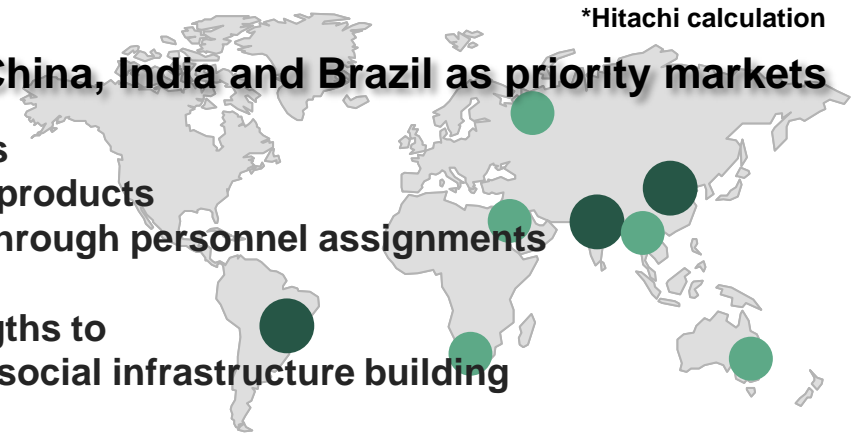 *Hitachi calculation
China, India and Brazil as priority markets
s
products
hrough personnel assignments
gths to
social infrastructure building